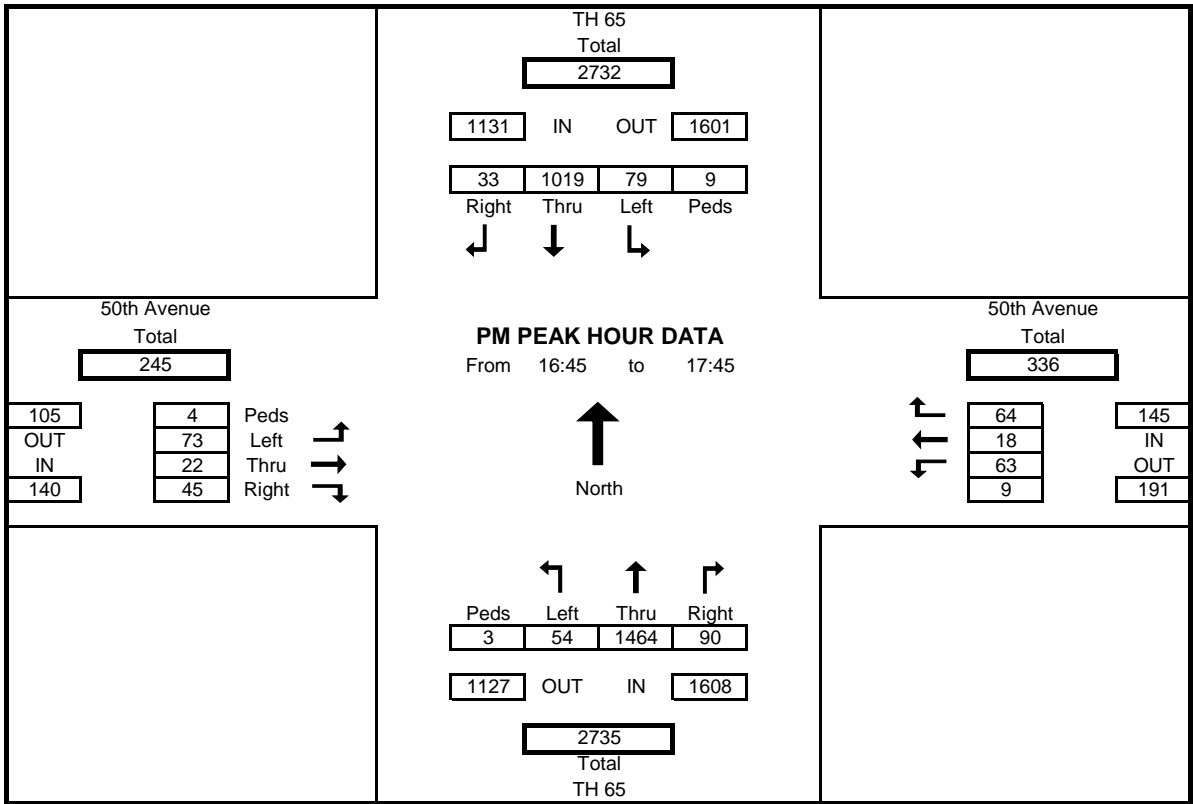 TH 65
Total
2732
1131 IN OUT 1601
33 1019 79 9
Right Thru Left Peds
50th Avenue
Total
245
105
OUT
IN
140
4 Peds
73 Left
22 Thru
45 Right
PM PEAK HOUR DATA
From 16:45 to 17:45
North
50th Avenue
Total
336
64
18
63
9
145
IN
OUT
191
Peds Left Thru Right
3 54 1464 90
1127 OUT IN 1608
2735
Total
TH 65